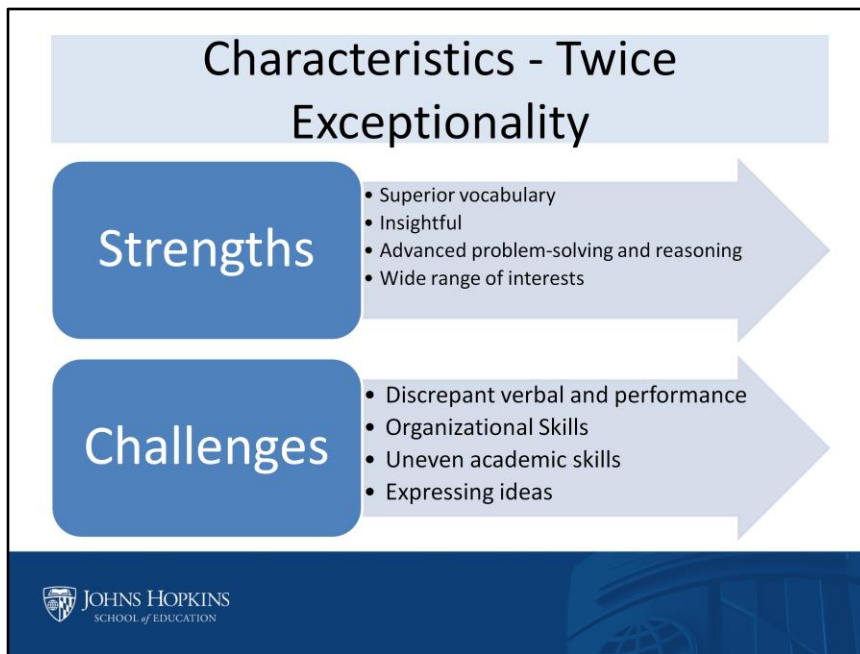 Characteristics - Twice
Exceptionality
Strengths
• Superior vocabulary
• Insightful
• Advanced problem-solving and reasoning
• Wide range of interests
Challenges
• Discrepant verbal and performance
• Organizational Skills
• Uneven academic skills
• Expressing ideas
JOHNS HOPKINS
SCHOOL of EDUCATION